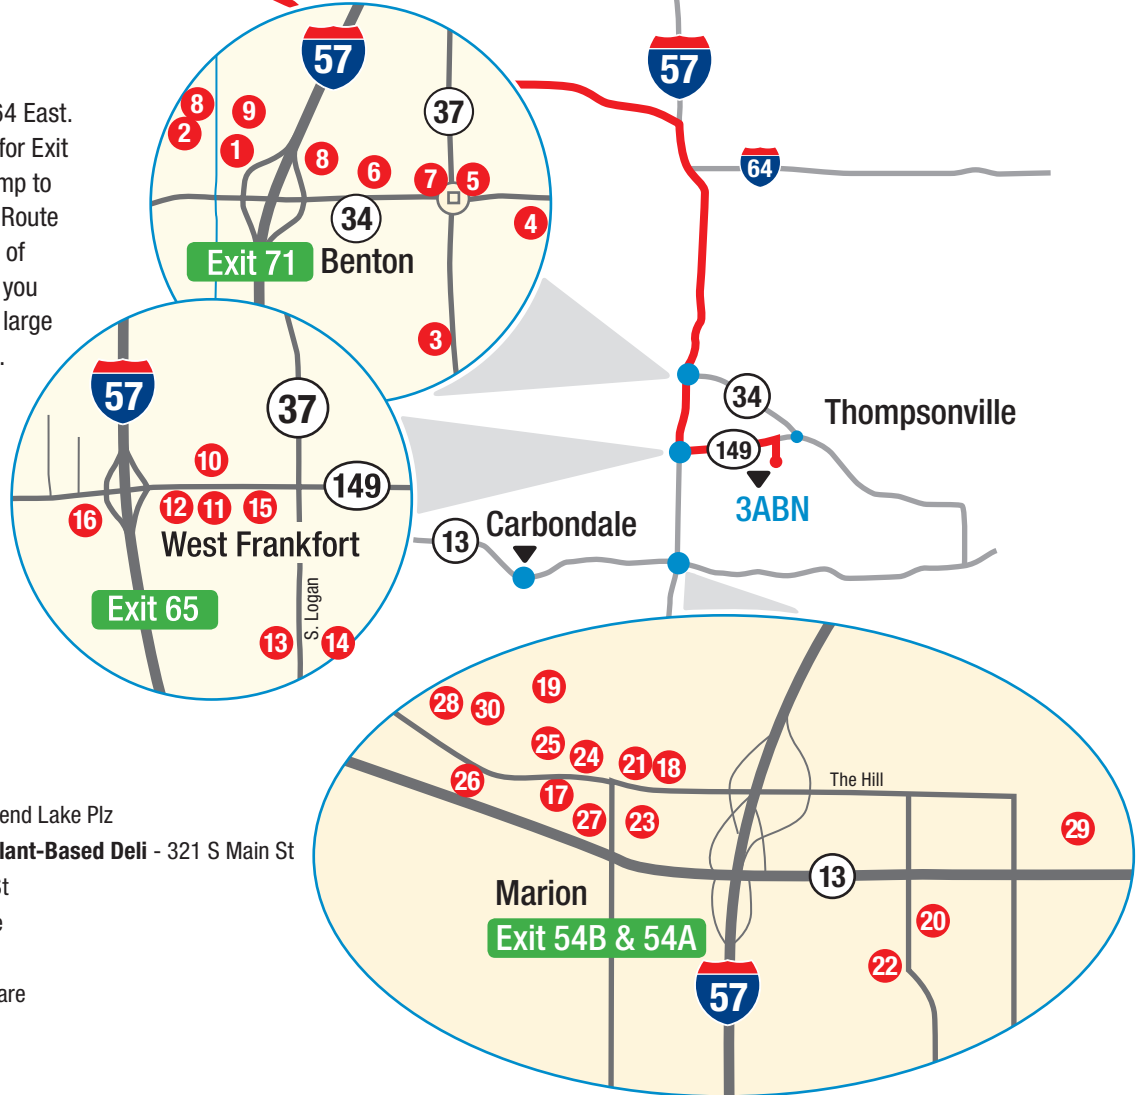 64 East.
for Exit
mp to
Route
of
you
large
.
57
8
9
2
1
8
6
7
5
37
34
4
Exit 71 Benton
3
57
64
34
Thompsonville
149
3ABN
Carbondale
13
57
37
10
149
12
11
15
16
West Frankfort
Exit 65
S. Logan
13
14
end Lake Plz
lant-Based Deli - 321 S Main St
St
e
are
19
28
30
25
24
21
18
26
17
27
23
The Hill
29
13
Marion
Exit 54B & 54A
20
22
57